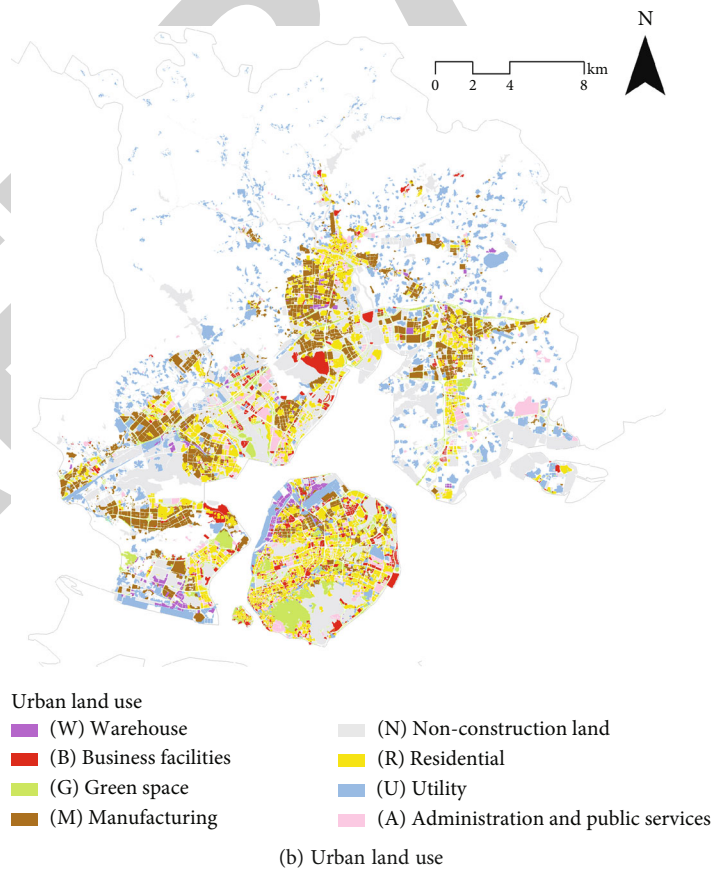 N
km
0 2 4 8
Urban land use
(W) Warehouse
(B) Business facilities
(G) Green space
(M) Manufacturing
(N) Non-construction land
(R) Residential
(U) Utility
(A) Administration and public services
(b) Urban land use